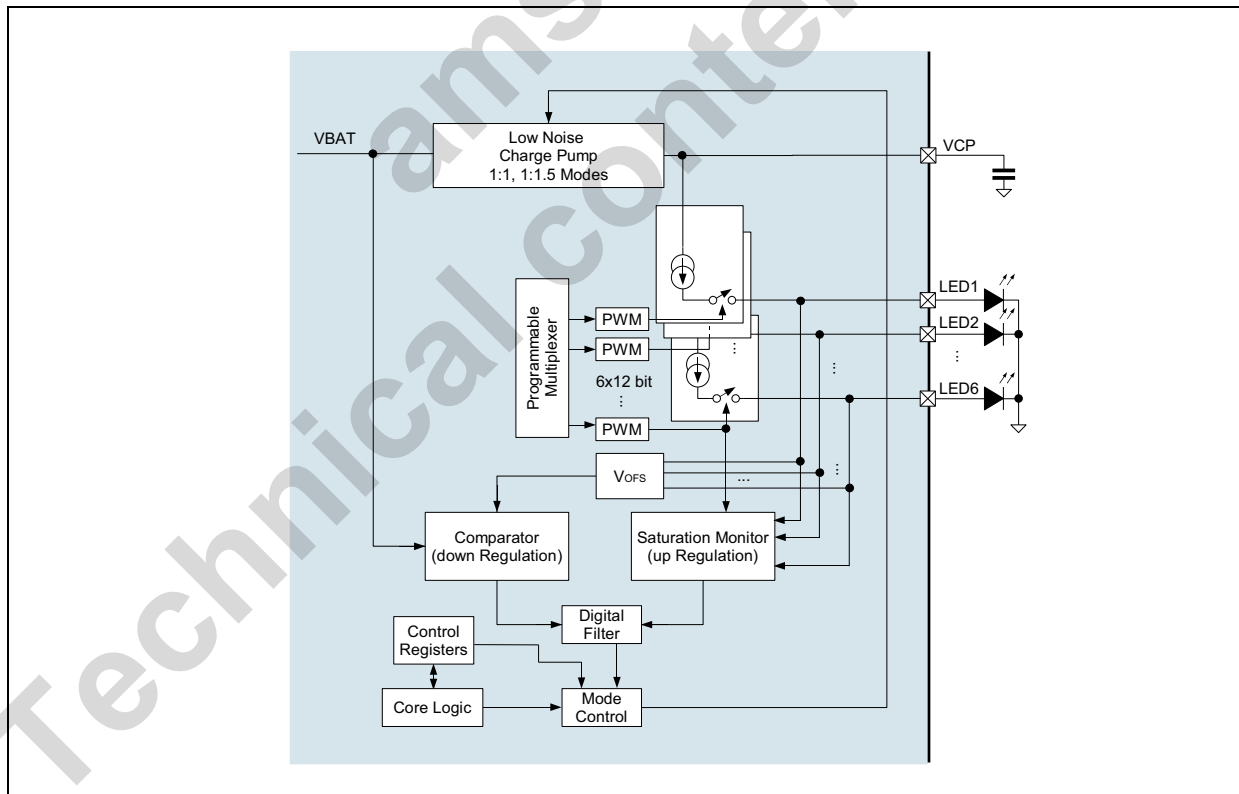 VBAT
Low Noise
Charge Pump
1:1, 1:1.5 Modes
VCP
LED1
LED2
...
LED6
Programmable
Multiplexer
PWM
PWM
6x12 bit
...
PWM
...
...
VOFS
...
...
Comparator
(down Regulation)
Saturation Monitor
(up Regulation)
Digital
Filter
Control
Registers
Core Logic
Mode
Control
ams
Technical conte